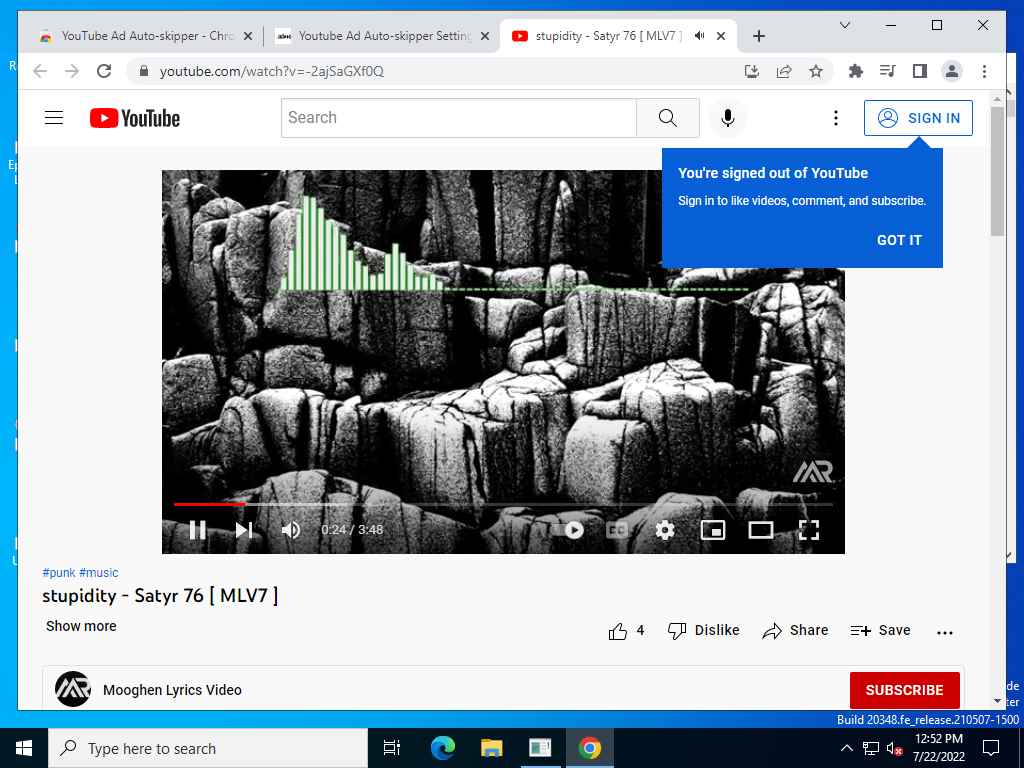 YouTube Ad Auto-skipper - Chro
Youtube Ad Auto-skipper Setting
stupidity - Satyr 76 [ MLV7 ]
youtube.com/watch?v=-2ajSaGXf0Q
YouTube
Search
SIGN IN
You're signed out of YouTube
Sign in to like videos, comment, and subscribe.
GOT IT
MR
0:24 / 3:48
CC
#punk #music
stupidity - Satyr 76 [ MLV7 ]
Show more
4
Dislike
Share
Save
MR
Mooghen Lyrics Video
SUBSCRIBE
Build 20348.fe_release.210507-1500
Type here to search
12:52 PM
7/22/2022